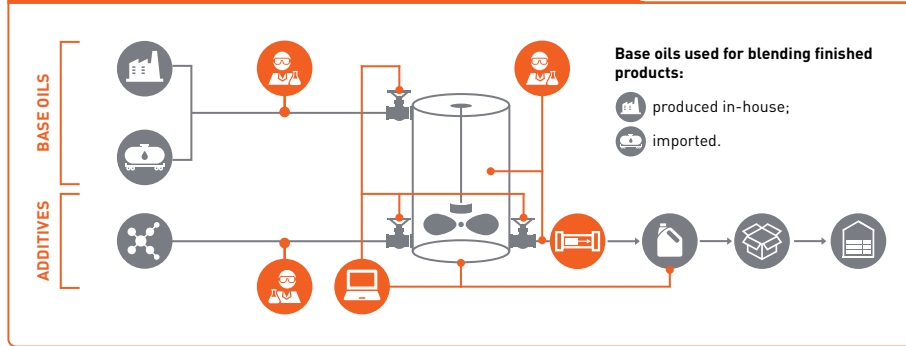 BASE OILS
ADDITIVES
Base oils used for blending finished
products:
produced in-house;
imported.